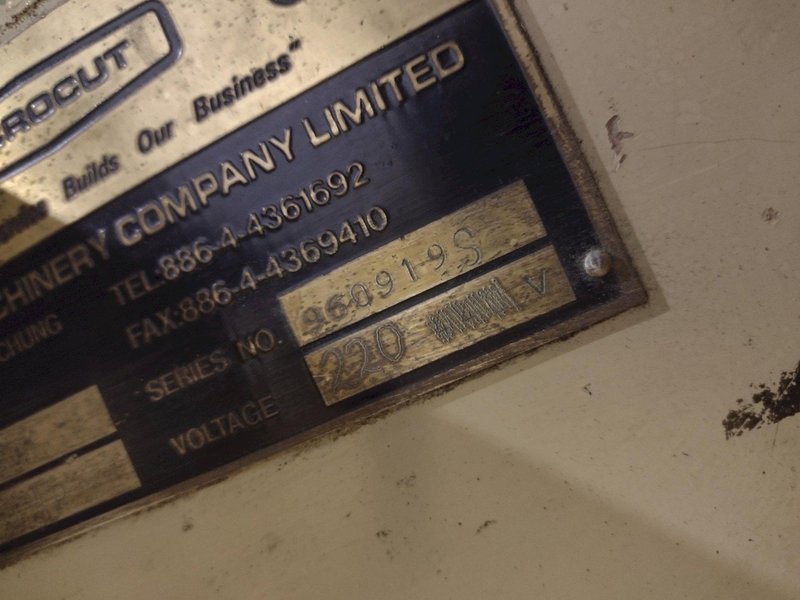 ROCUT
Builds Our Business"
CHINERY COMPANY LIMITED
CHUNG
TEL:886-4-4361692
FAX:886-4-4369410
SERIES NO. 960919S
VOLTAGE 220 V